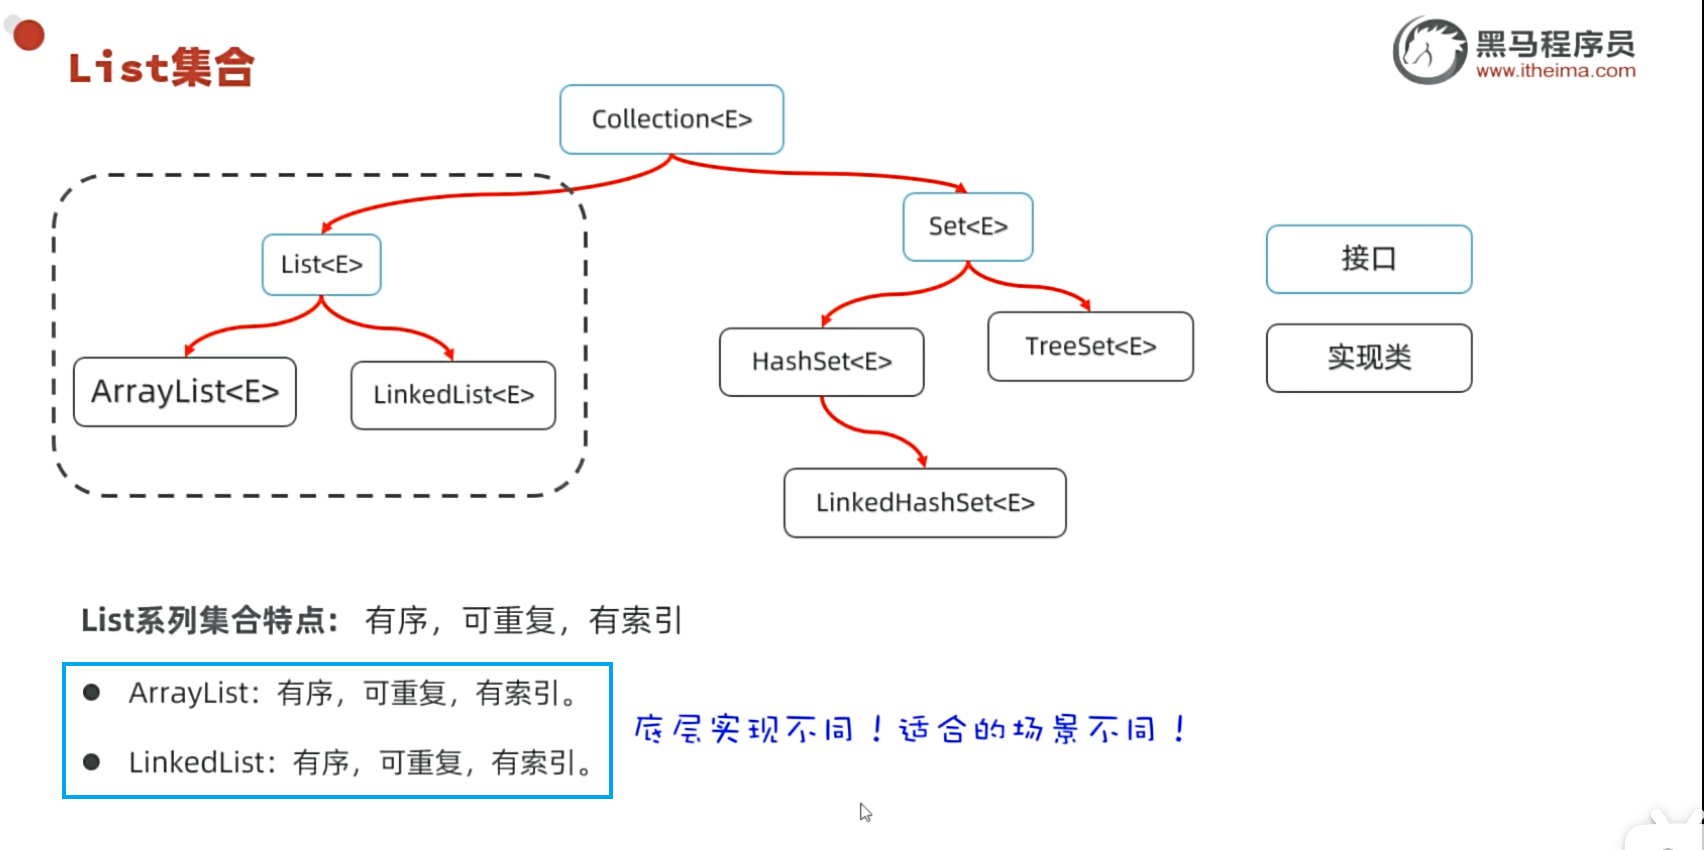 List集合
黑马程序员
www.itheima.com
Collection<E>
List<E>
Set<E>
接口
ArrayList<E>
LinkedList<E>
HashSet<E>
TreeSet<E>
实现类
LinkedHashSet<E>
List系列集合特点： 有序，可重复，有索引
● ArrayList：有序，可重复，有索引。
● LinkedList：有序，可重复，有索引。
底层实现不同！适合的场景不同！